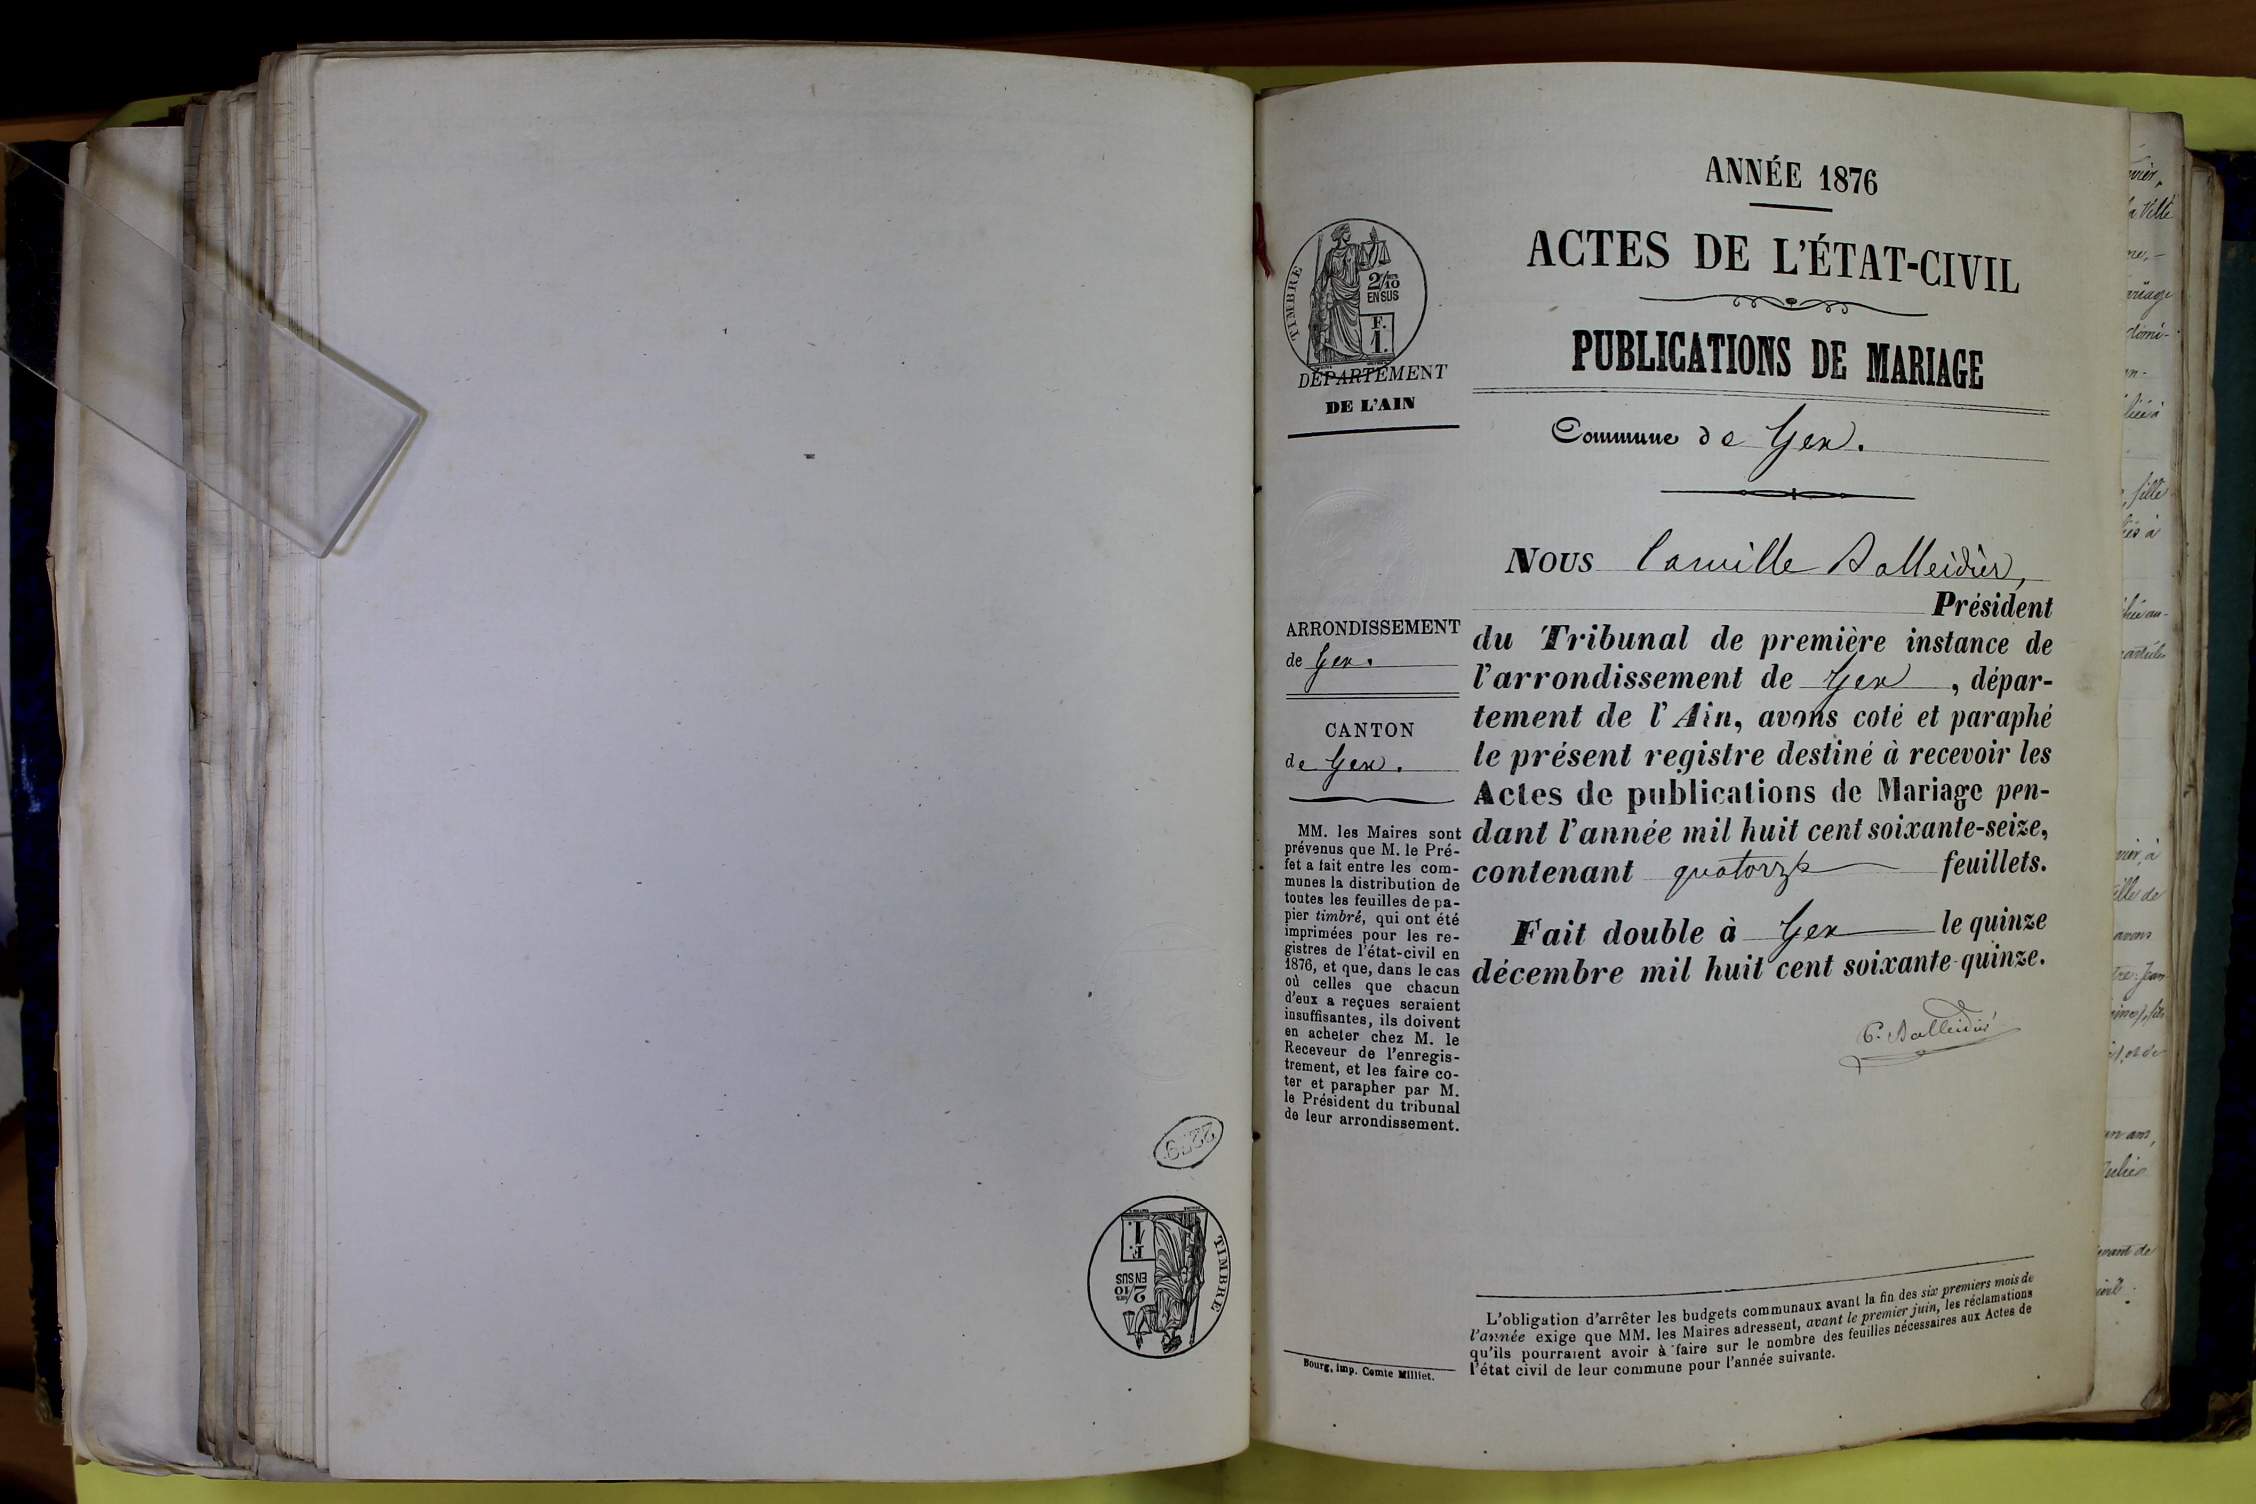 2279
TIMBRE
2/10
EN SUS
F.
1.
ANNÉE 1876
ACTES DE L'ÉTAT-CIVIL
PUBLICATIONS DE MARIAGE
TIMBRE
2/10
EN SUS
F.
1.
DÉPARTEMENT
DE L'AIN
Commune de Gex.
ARRONDISSEMENT
de Gex.
CANTON
de Gex.
MM. les Maires sont
prévenus que M. le Pré-
fet a fait entre les com-
munes la distribution de
toutes les feuilles de pa-
pier timbré, qui ont été
imprimées pour les re-
gistres de l'état-civil en
1876, et que, dans le cas
où celles que chacun
d'eux a reçues seraient
insuffisantes, ils doivent
en acheter chez M. le
Receveur de l'enregis-
trement, et les faire co-
ter et parapher par M.
le Président du tribunal
de leur arrondissement.
Bourg, imp. Comte Milliet.
NOUS Camille Balleidier,
Président
du Tribunal de première instance de
l'arrondissement de Gex, dépar-
tement de l'Ain, avons coté et paraphé
le présent registre destiné à recevoir les
Actes de publications de Mariage pen-
dant l'année mil huit cent soixante-seize,
contenant quatorze feuillets.
Fait double à Gex le quinze
décembre mil huit cent soixante-quinze.
C. Balleidier
L'obligation d'arrêter les budgets communaux avant la fin des six premiers mois de
l'année exige que MM. les Maires adressent, avant le premier juin, les réclamations
qu'ils pourraient avoir à faire sur le nombre des feuilles nécessaires aux Actes de
l'état civil de leur commune pour l'année suivante.